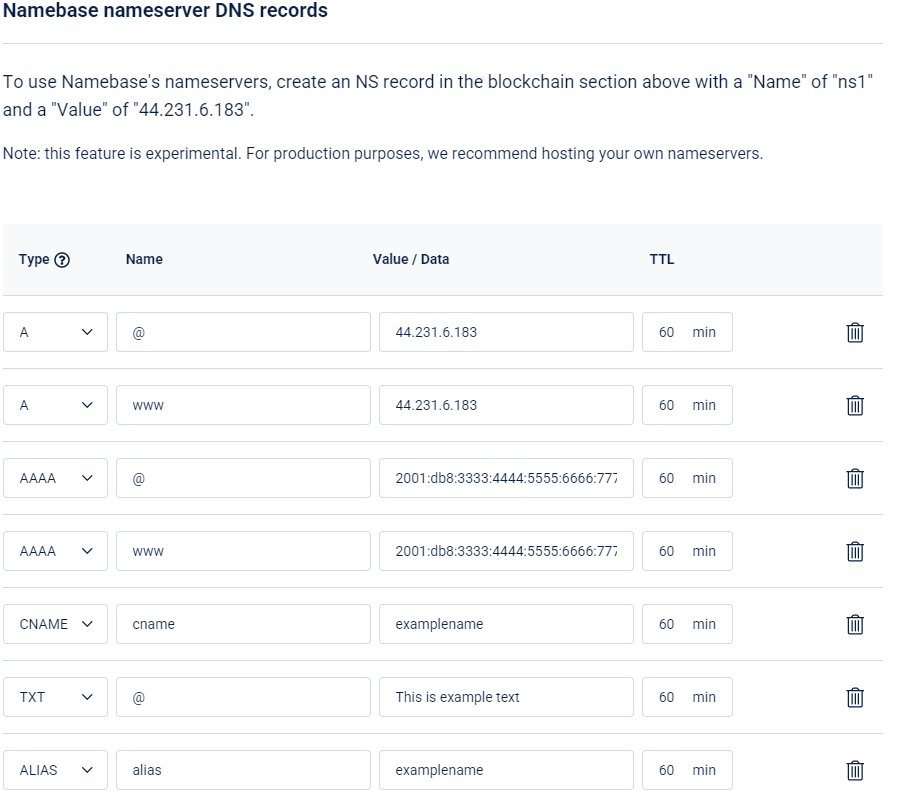 Namebase nameserver DNS records
To use Namebase's nameservers, create an NS record in the blockchain section above with a "Name" of "ns1"
and a "Value" of "44.231.6.183".
Note: this feature is experimental. For production purposes, we recommend hosting your own nameservers.
Type ? Name Value / Data TTL
A @ 44.231.6.183 60 min
A www 44.231.6.183 60 min
AAAA @ 2001:db8:3333:4444:5555:6666:777 60 min
AAAA www 2001:db8:3333:4444:5555:6666:777 60 min
CNAME cname examplename 60 min
TXT @ This is example text 60 min
ALIAS alias examplename 60 min